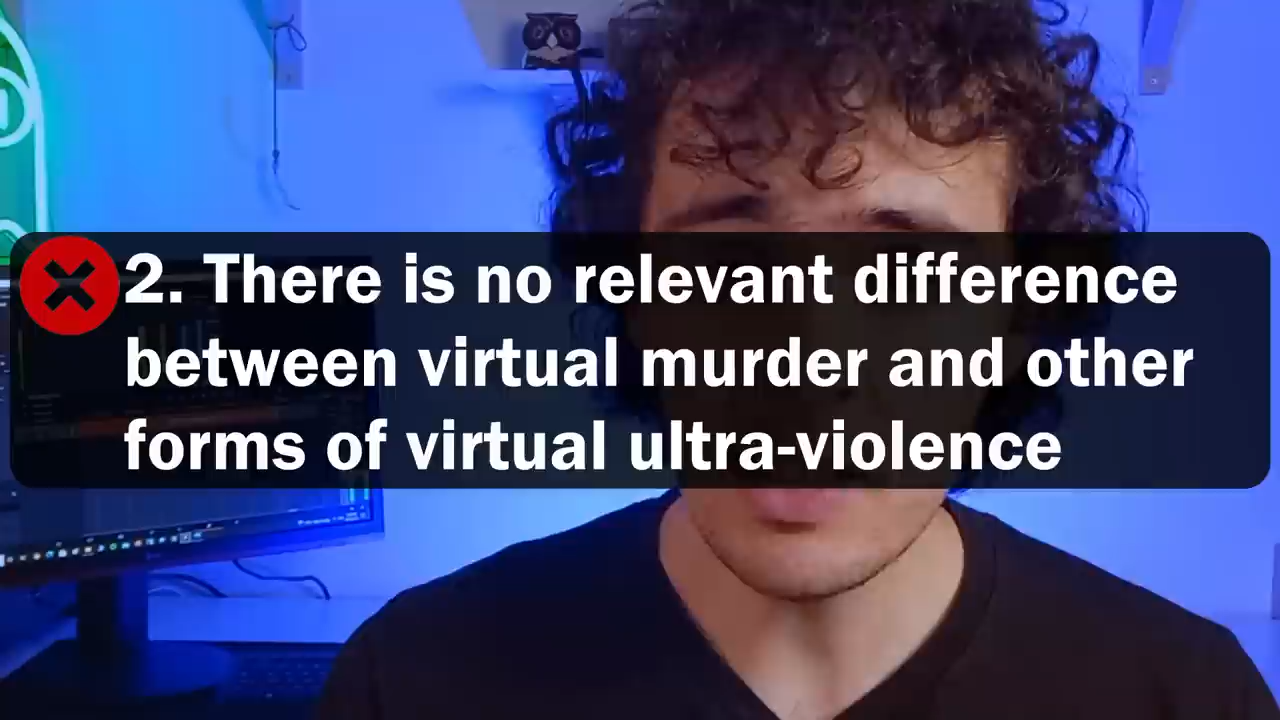 2. There is no relevant difference
between virtual murder and other
forms of virtual ultra-violence